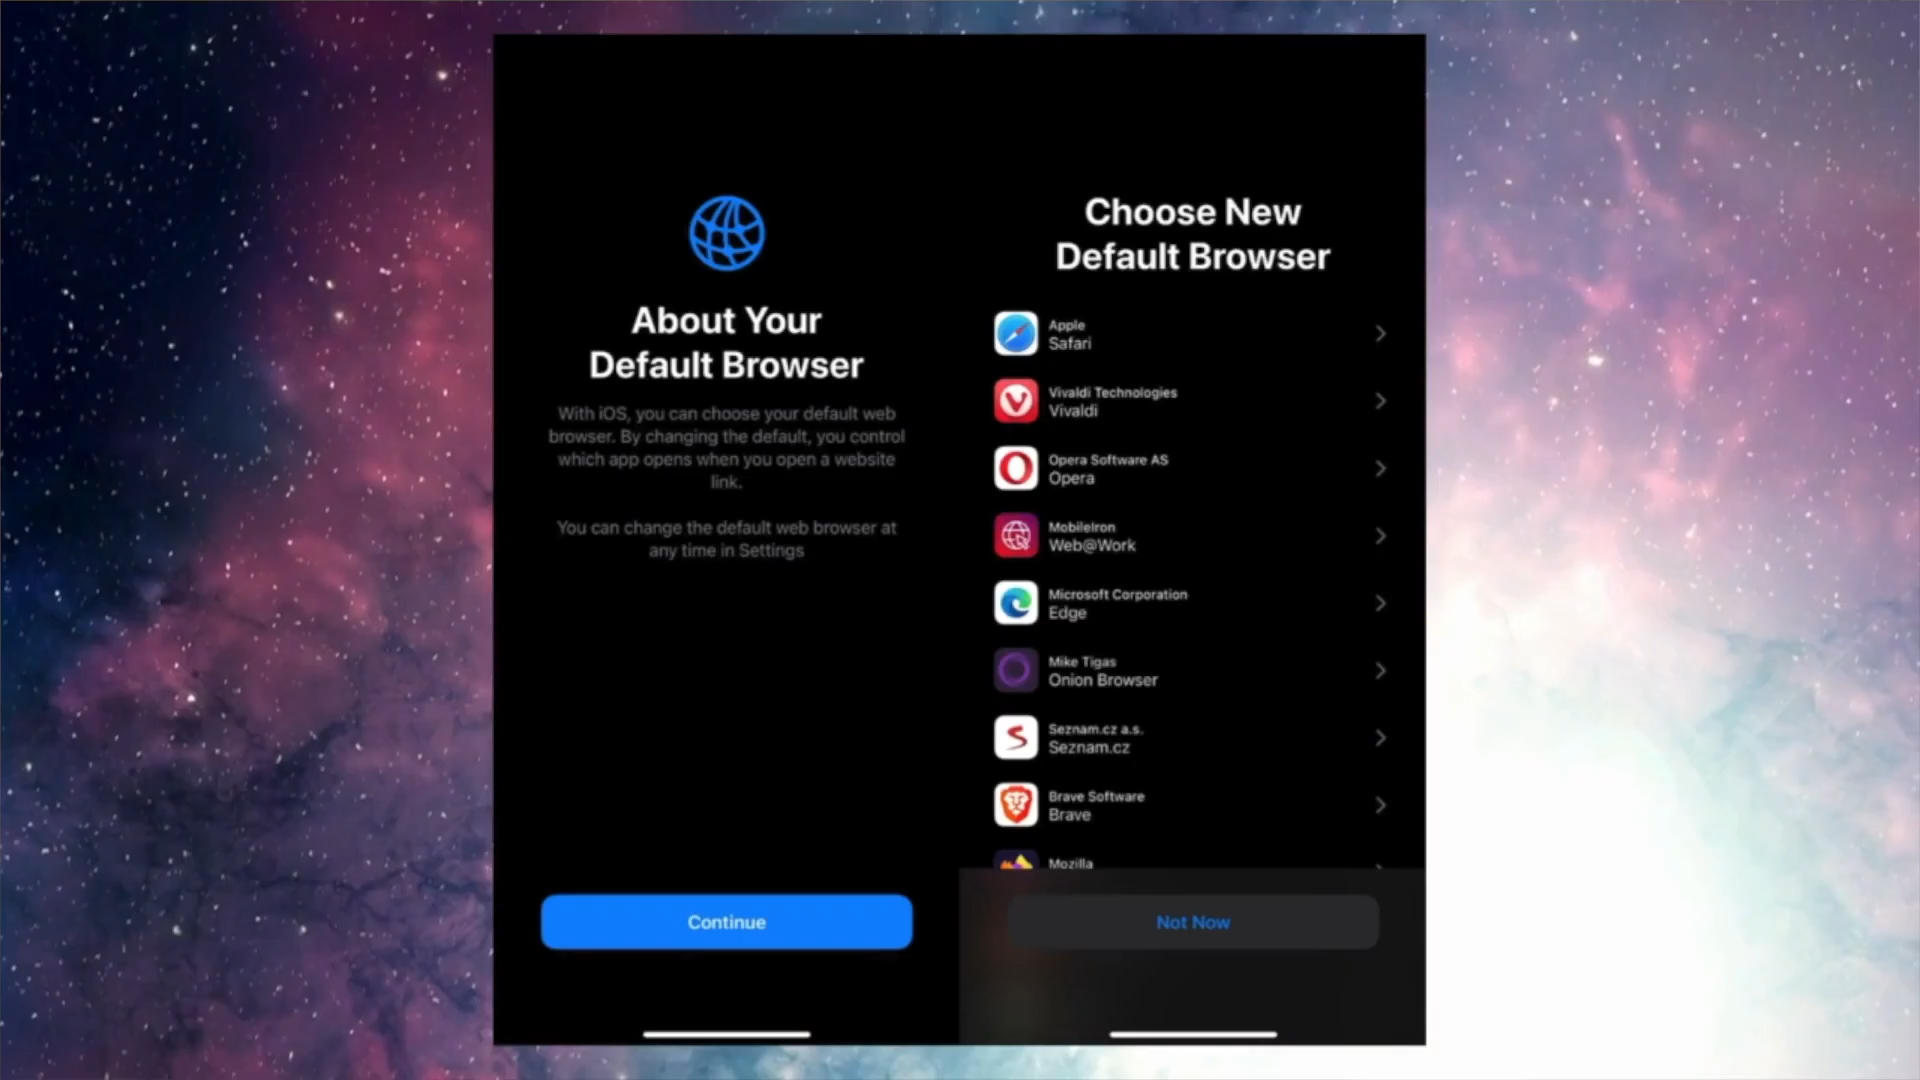 About Your
Default Browser
With iOS, you can choose your default web
browser. By changing the default, you control
which app opens when you open a website
link.
You can change the default web browser at
any time in Settings
Continue
Choose New
Default Browser
Apple
Safari
Vivaldi Technologies
Vivaldi
Opera Software AS
Opera
MobileIron
Web@Work
Microsoft Corporation
Edge
Mike Tigas
Onion Browser
Seznam.cz a.s.
Seznam.cz
Brave Software
Brave
Mozilla
Not Now